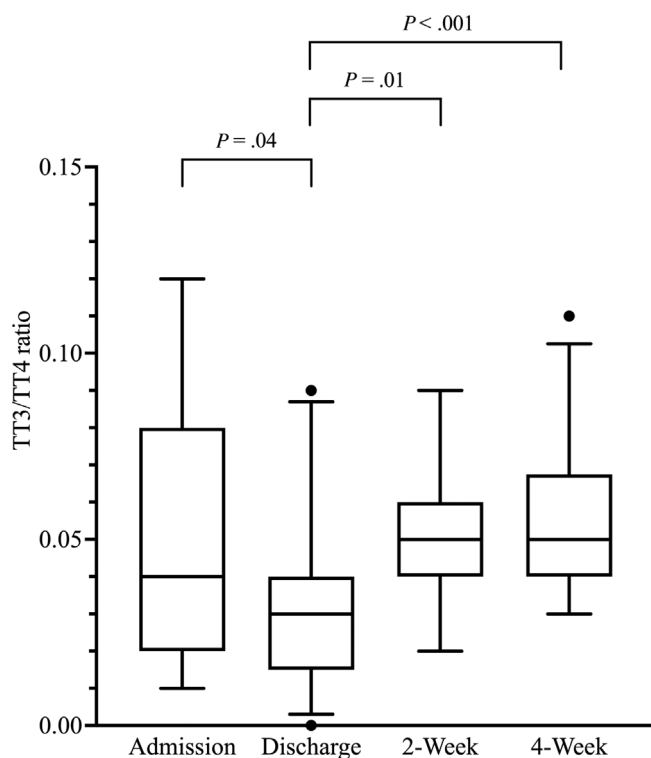 P < .001
P = .01
P = .04
0.15
0.10
0.05
0.00
TT3/TT4 ratio
Admission Discharge 2-Week 4-Week